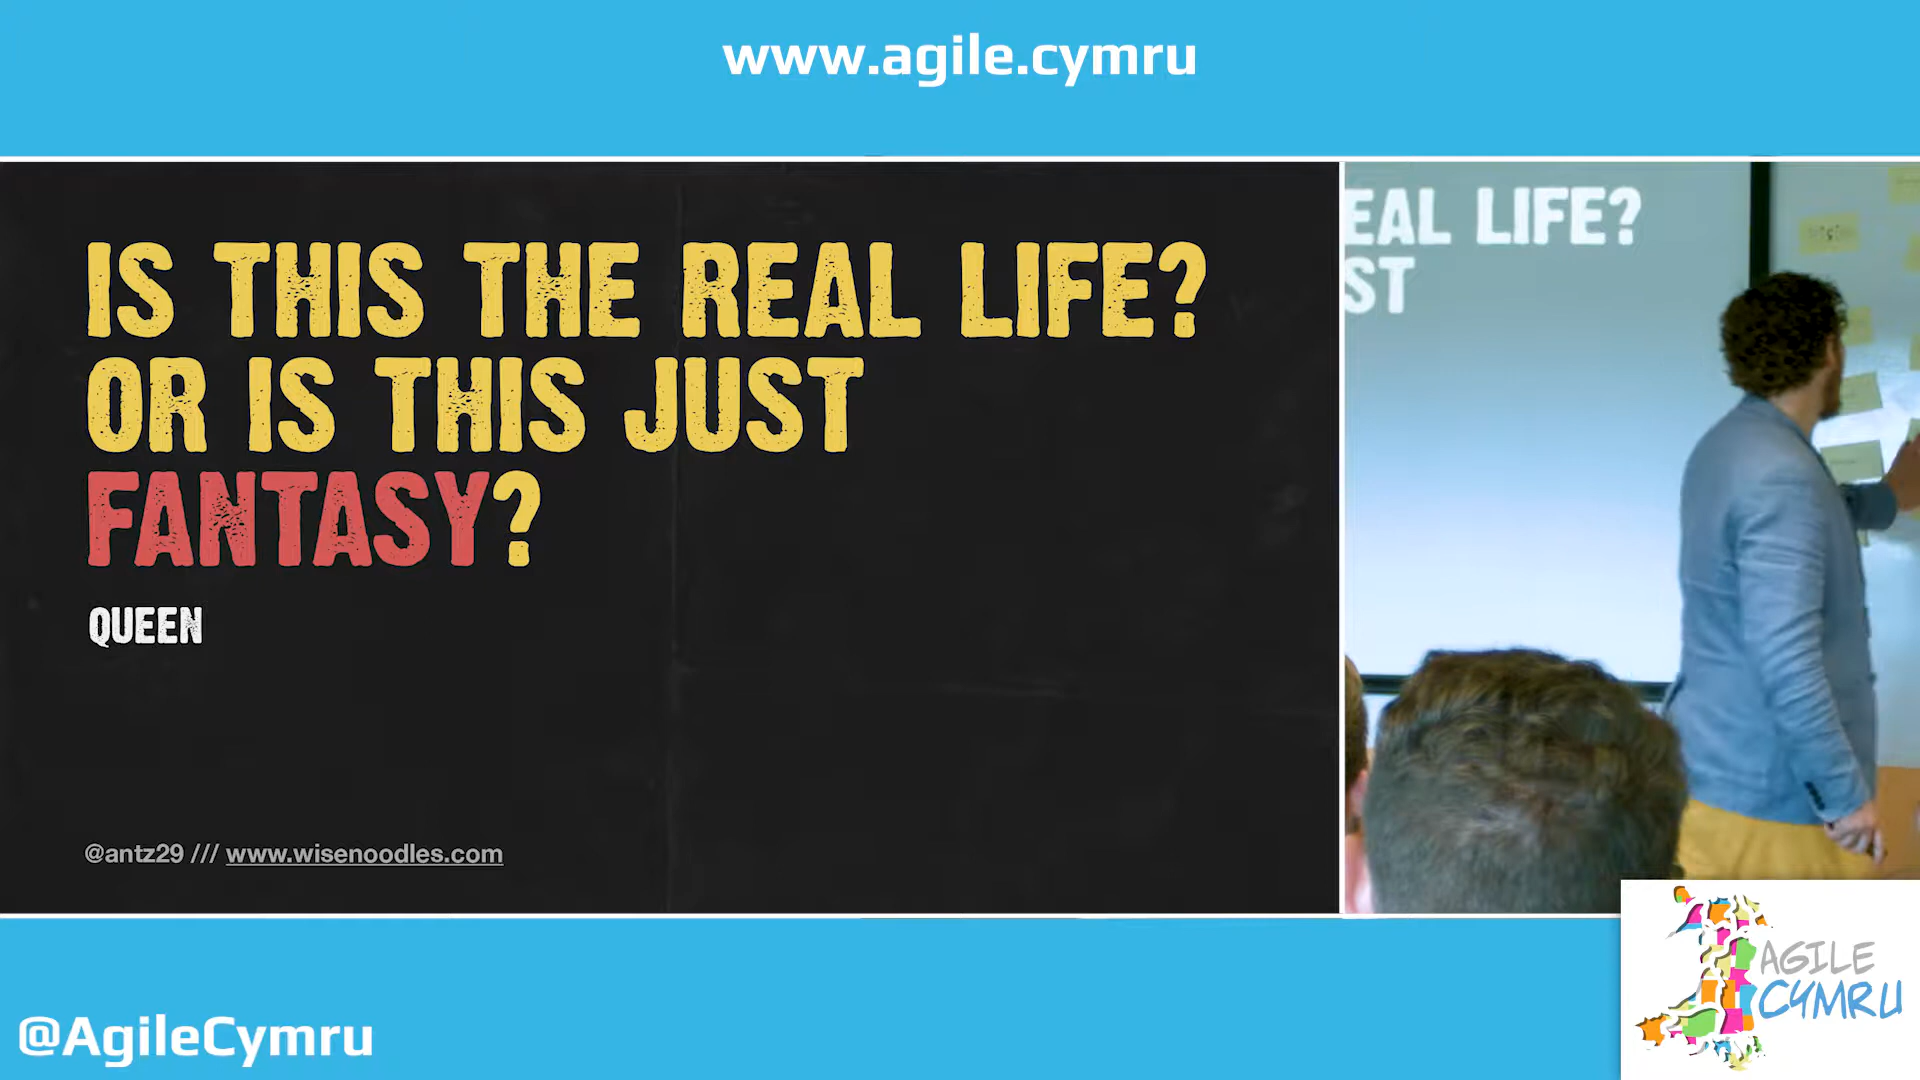 www.agile.cymru
IS THIS THE REAL LIFE?
OR IS THIS JUST
FANTASY?
QUEEN
@antz29 /// www.wisenoodles.com
EAL LIFE?
ST
@AgileCymru
AGILE
CYMRU